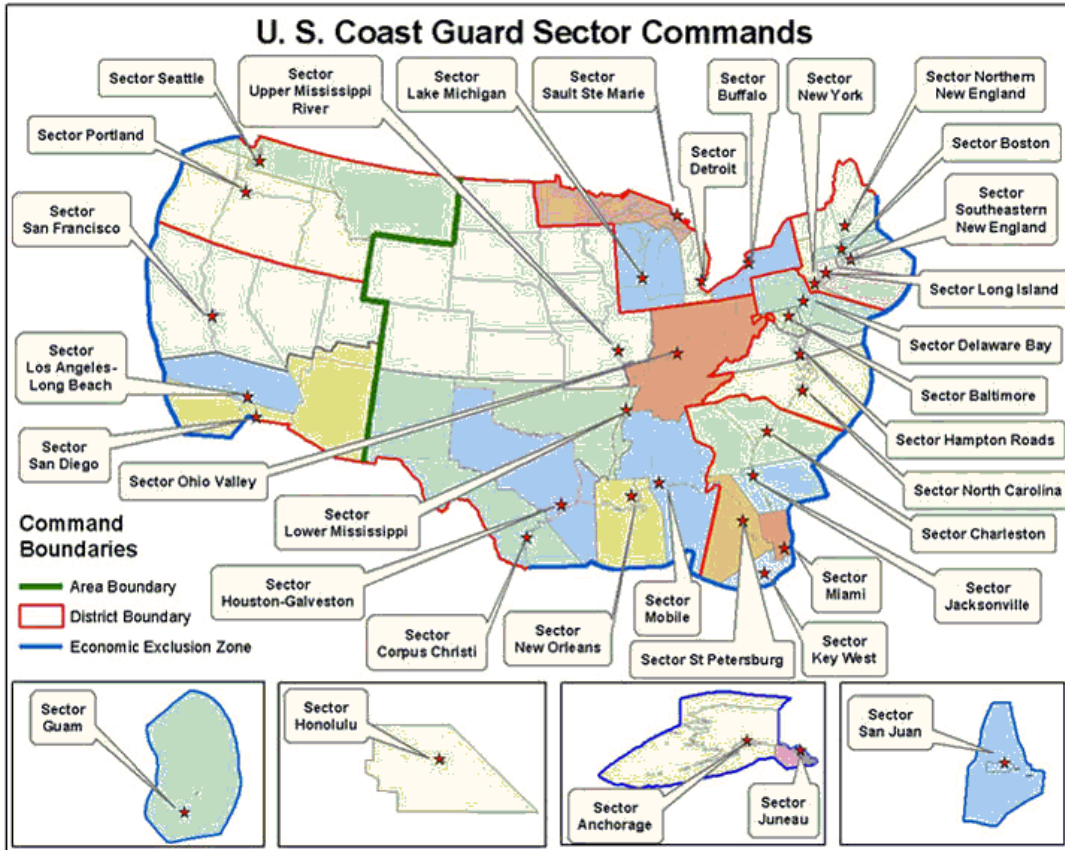 U. S. Coast Guard Sector Commands
Sector Seattle
Sector
Upper Mississippi
River
Sector
Lake Michigan
Sector
Sault Ste Marie
Sector
Buffalo
Sector
New York
Sector Northern
New England
Sector Portland
Sector
Detroit
Sector Boston
Sector
San Francisco
Sector
Southeastern
New England
Sector Long Island
Sector
Los Angeles-
Long Beach
Sector Delaware Bay
Sector Baltimore
Sector
San Diego
Sector Hampton Roads
Sector Ohio Valley
Sector North Carolina
Sector
Lower Mississippi
Sector Charleston
Sector
Houston-Galveston
Sector
Corpus Christi
Sector
New Orleans
Sector
Mobile
Sector St Petersburg
Sector
Key West
Sector
Miami
Sector
Jacksonville
Command
Boundaries
Area Boundary
District Boundary
Economic Exclusion Zone
Sector
Guam
Sector
Honolulu
Sector
Anchorage
Sector
Juneau
Sector
San Juan